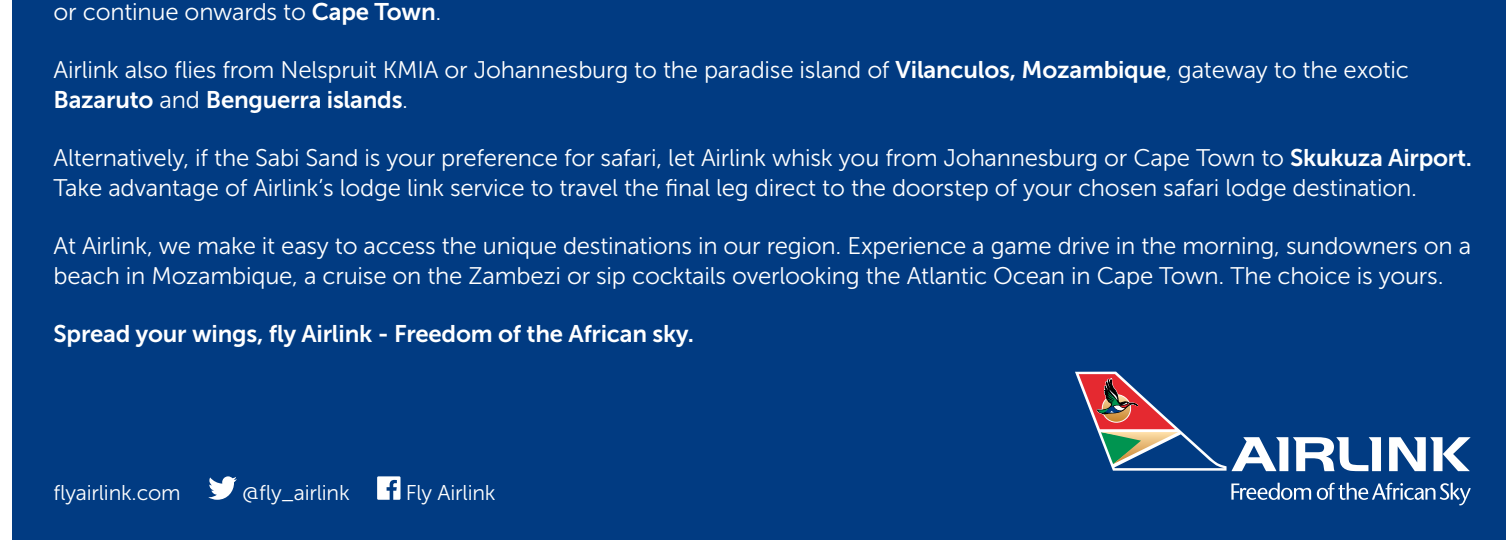 or continue onwards to Cape Town.
Airlink also flies from Nelspruit KMIA or Johannesburg to the paradise island of Vilanculos, Mozambique, gateway to the exotic
Bazaruto and Benguerra islands.
Alternatively, if the Sabi Sand is your preference for safari, let Airlink whisk you from Johannesburg or Cape Town to Skukuza Airport.
Take advantage of Airlink's lodge link service to travel the final leg direct to the doorstep of your chosen safari lodge destination.
At Airlink, we make it easy to access the unique destinations in our region. Experience a game drive in the morning, sundowners on a
beach in Mozambique, a cruise on the Zambezi or sip cocktails overlooking the Atlantic Ocean in Cape Town. The choice is yours.
Spread your wings, fly Airlink - Freedom of the African sky.
AIRLINK
Freedom of the African Sky
flyairlink.com @fly_airlink Fly Airlink